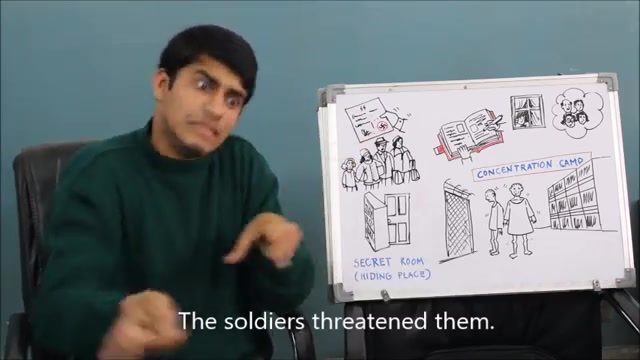 CONCENTRATION CAMP
SECRET ROOM
(HIDING PLACE)
The soldiers threatened them.